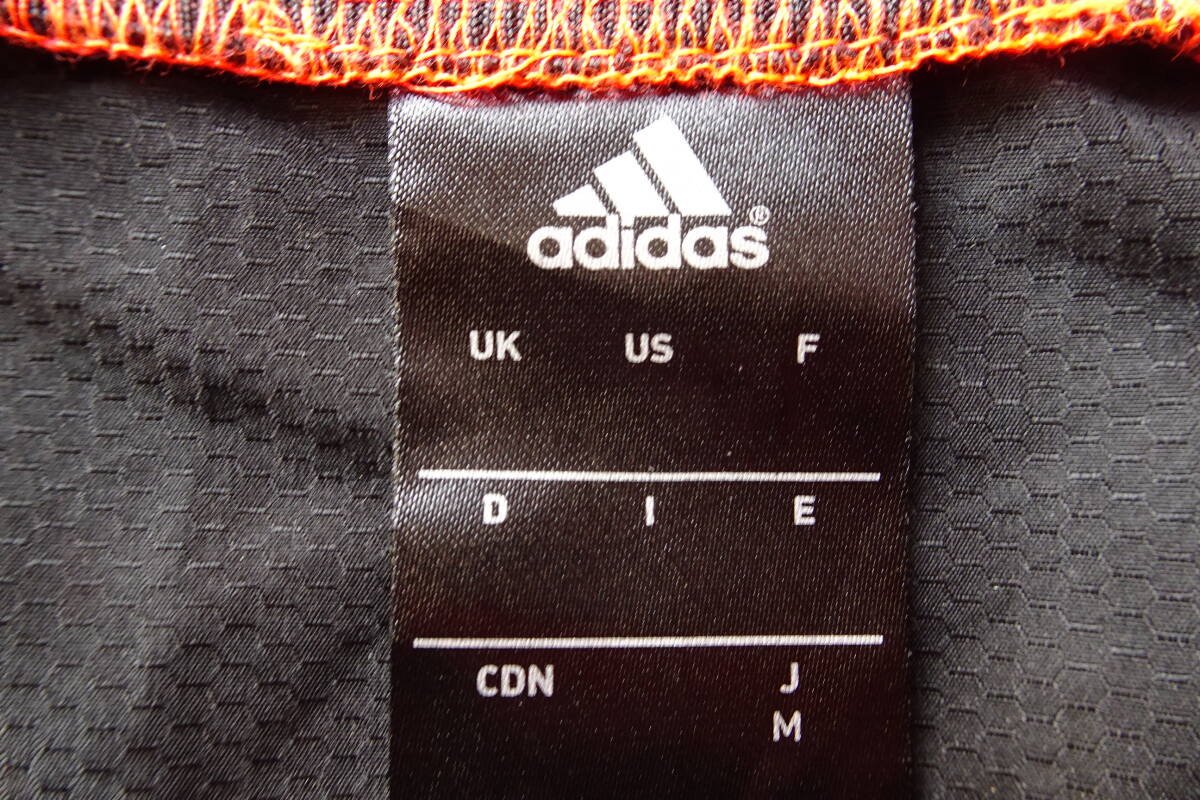 adidas®
UK US F
D I E
CDN J
M